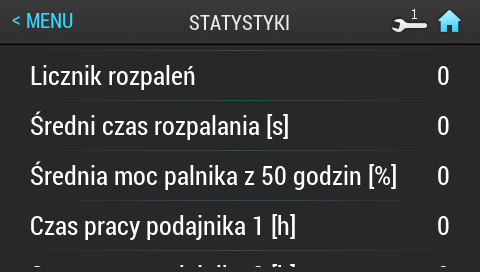 < MENU
STATYSTYKI
1
Licznik rozpaleń 0
Średni czas rozpalania [s] 0
Średnia moc palnika z 50 godzin [%] 0
Czas pracy podajnika 1 [h] 0